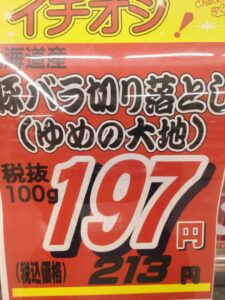 イチオシ!
海道産
豚バラ切り落とし
(ゆめの大地)
税抜
100g
197円
(税込価格) 213円